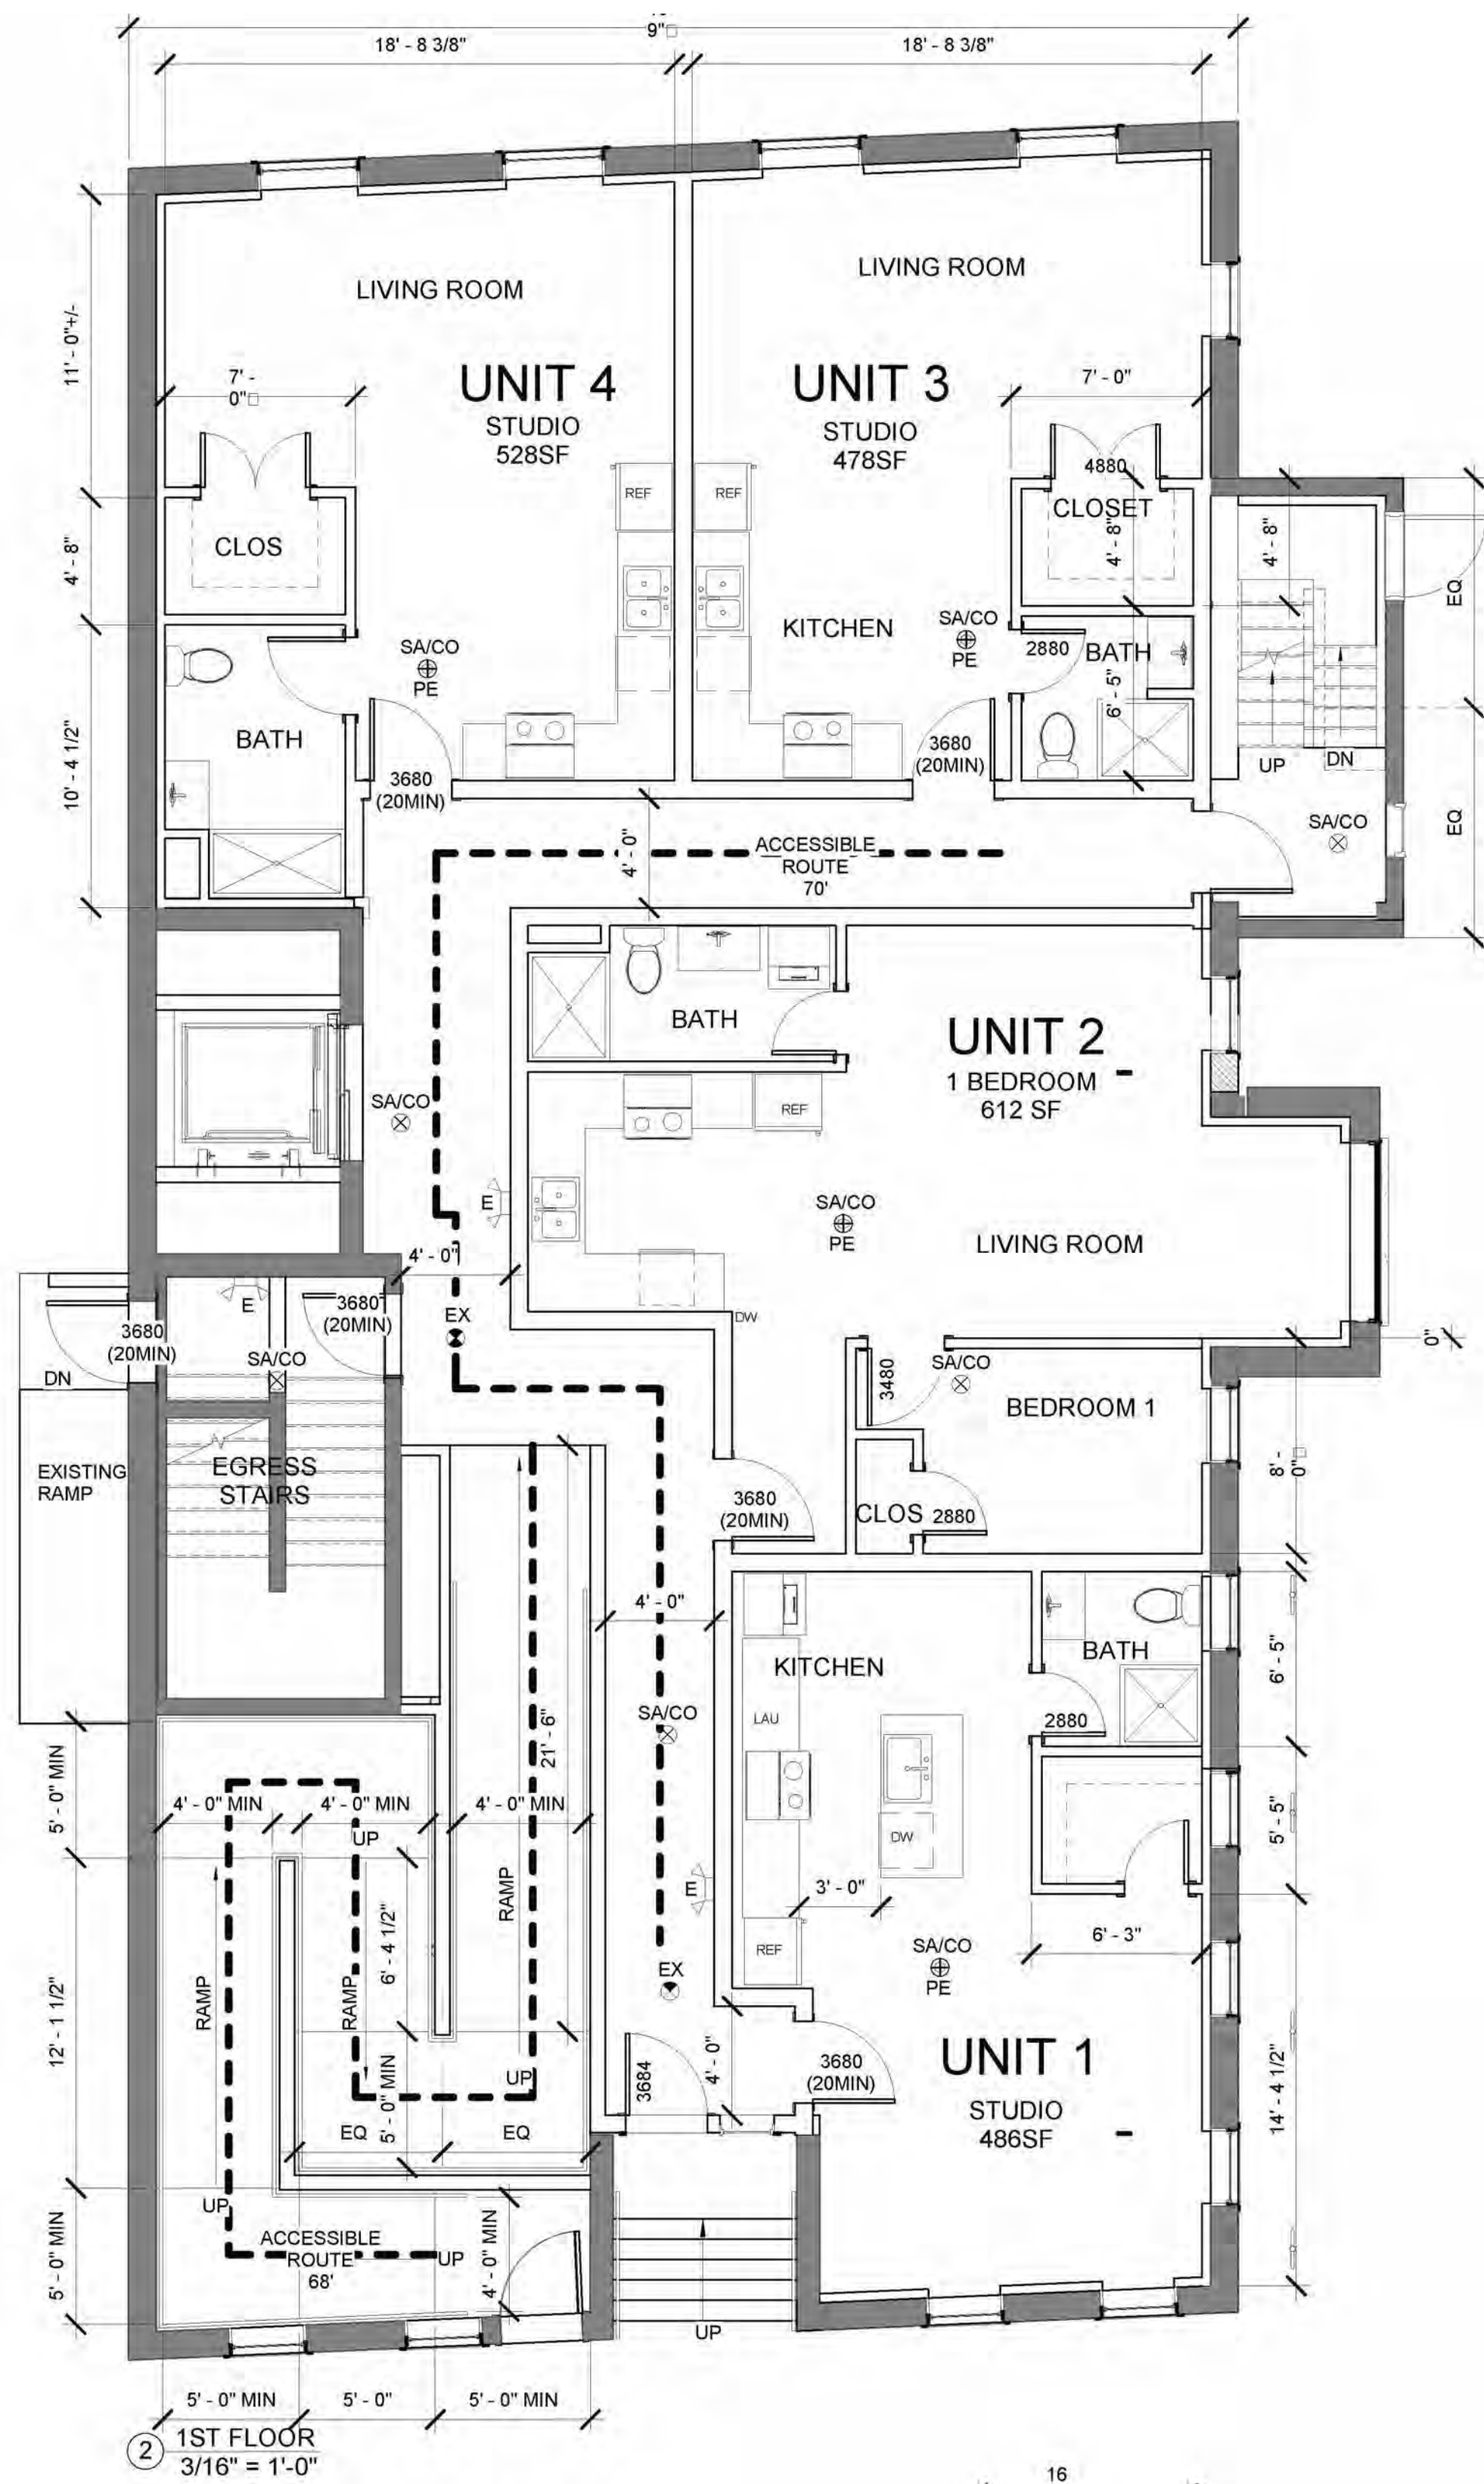 9"
18' - 8 3/8"
18' - 8 3/8"
LIVING ROOM
LIVING ROOM
11' - 0"+/-
7' -
0"
UNIT 4
STUDIO
528SF
UNIT 3
STUDIO
478SF
7' - 0"
4880
REF
REF
CLOS
CLOSET
4' - 8"
4' - 8"
4' - 8"
EQ
KITCHEN
SA/CO
PE
SA/CO
PE
2880
BATH
6' - 5"
BATH
10' - 4 1/2"
3680
(20MIN)
3680
(20MIN)
UP
DN
EQ
SA/CO
4' - 0"
ACCESSIBLE
ROUTE
70'
BATH
UNIT 2
1 BEDROOM
612 SF
REF
SA/CO
E
SA/CO
PE
LIVING ROOM
4' - 0"
E
3680
(20MIN)
3680
(20MIN)
EX
DW
0"
SA/CO
DN
SA/CO
3480
BEDROOM 1
EXISTING
RAMP
EGRESS
STAIRS
8' -
0"
3680
(20MIN)
CLOS
2880
4' - 0"
KITCHEN
BATH
6' - 5"
SA/CO
LAU
2880
21' - 6"
5' - 0" MIN
4' - 0" MIN
4' - 0" MIN
4' - 0" MIN
UP
DW
5' - 5"
RAMP
E
3' - 0"
6' - 4 1/2"
REF
6' - 3"
SA/CO
PE
EX
RAMP
RAMP
12' - 1 1/2"
UNIT 1
STUDIO
486SF
3684
4' - 0"
3680
(20MIN)
UP
5' - 0" MIN
EQ
EQ
14' - 4 1/2"
UP
ACCESSIBLE
ROUTE
68'
UP
4' - 0" MIN
5' - 0" MIN
UP
5' - 0" MIN
5' - 0"
5' - 0" MIN
2
1ST FLOOR
3/16" = 1'-0"
16